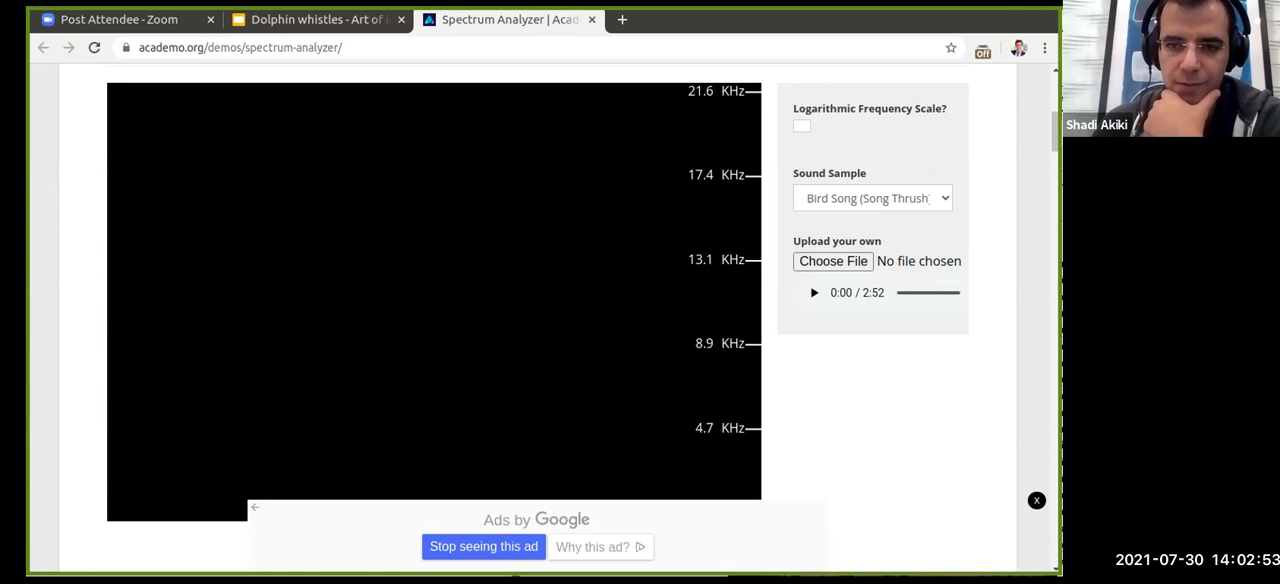 Post Attendee - Zoom
Dolphin whistles - Art of
Spectrum Analyzer | Acad
academo.org/demos/spectrum-analyzer/
Off
21.6 KHz
17.4 KHz
13.1 KHz
8.9 KHz
4.7 KHz
Logarithmic Frequency Scale?
Sound Sample
Bird Song (Song Thrush)
Upload your own
Choose File No file chosen
0:00 / 2:52
Ads by Google
Stop seeing this ad
Why this ad?
X
Shadi Akiki
2021-07-30 14:02:53